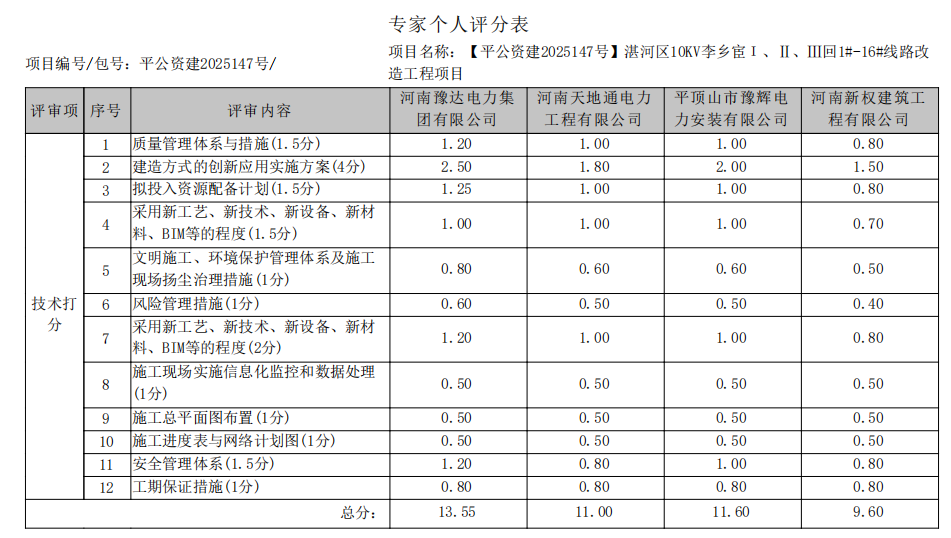 专家个人评分表
项目编号/包号: 平公资建2025147号/
项目名称: 【平公资建2025147号】湛河区10KV李乡宦Ⅰ、Ⅱ、Ⅲ回1#-16#线路改
造工程项目
评审项 序号 评审内容 河南豫达电力集 河南天地通电力 平顶山市豫辉电 河南新权建筑工
团有限公司 工程有限公司 力安装有限公司 程有限公司
技术打
分
1 质量管理体系与措施(1.5分) 1.20 1.00 1.00 0.80
2 建造方式的创新应用实施方案(4分) 2.50 1.80 2.00 1.50
3 拟投入资源配备计划(1.5分) 1.25 1.00 1.00 0.80
4 采用新工艺、新技术、新设备、新材
料、BIM等的程度(1.5分) 1.00 1.00 1.00 0.70
5 文明施工、环境保护管理体系及施工
现场扬尘治理措施(1分) 0.80 0.60 0.60 0.50
6 风险管理措施(1分) 0.60 0.50 0.50 0.40
7 采用新工艺、新技术、新设备、新材
料、BIM等的程度(2分) 1.20 1.00 1.00 0.80
8 施工现场实施信息化监控和数据处理
(1分) 0.50 0.50 0.50 0.50
9 施工总平面图布置(1分) 0.50 0.50 0.50 0.50
10 施工进度表与网络计划图(1分) 0.50 0.50 0.50 0.50
11 安全管理体系(1.5分) 1.20 0.80 1.00 0.80
12 工期保证措施(1分) 0.80 0.80 0.80 0.80
总分: 13.55 11.00 11.60 9.60